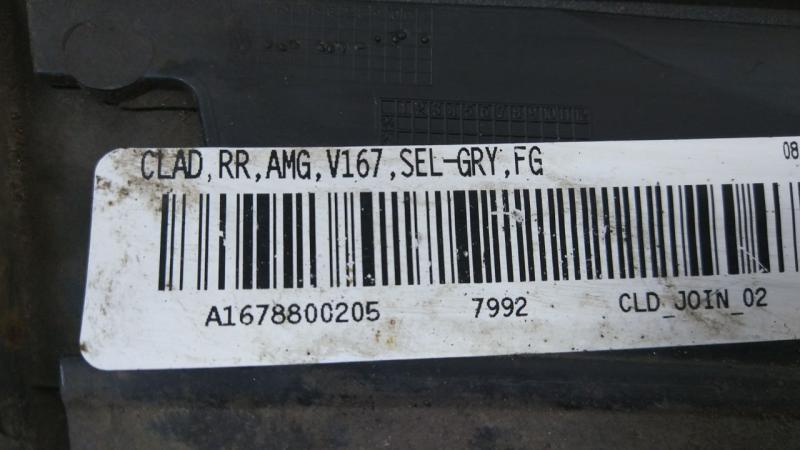 CLAD,RR,AMG,V167,SEL-GRY,FG 08
A1678800205 7992 CLD_JOIN_02